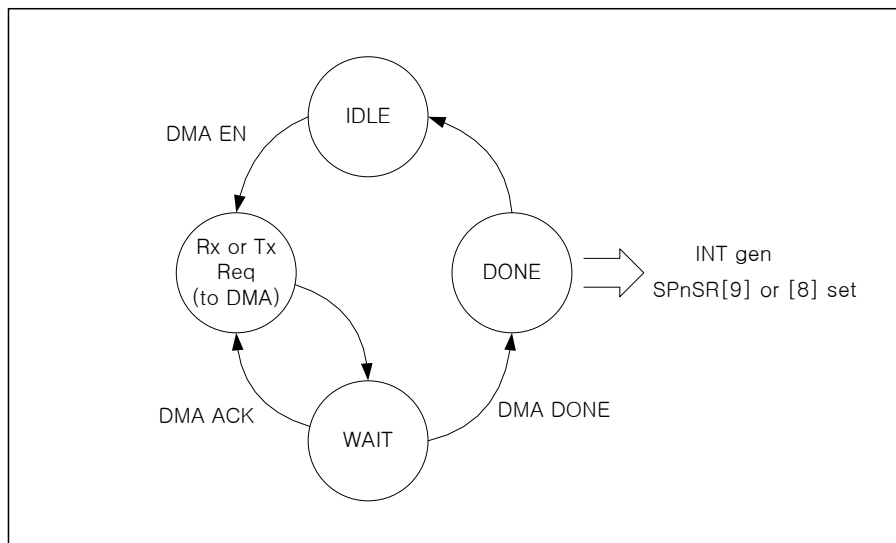 IDLE
DMA EN
Rx or Tx
Req
(to DMA)
DONE
INT gen
SPnSR[9] or [8] set
DMA ACK
DMA DONE
WAIT